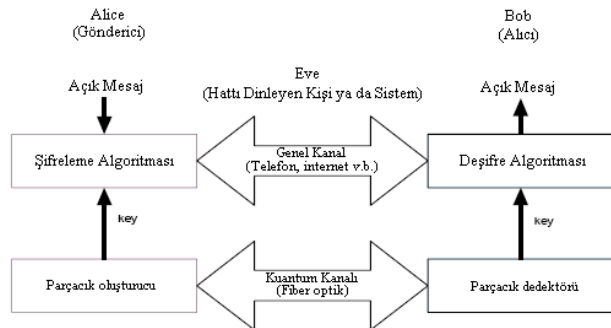 Alice
(Gönderici)
Bob
(Alıcı)
Eve
(Hattı Dinleyen Kişi ya da Sistem)
Açık Mesaj
Açık Mesaj
Şifreleme Algoritması
Genel Kanal
(Telefon, internet v.b.)
Deşifre Algoritması
key
key
Parçacık oluşturucu
Kuantum Kanalı
(Fiber optik)
Parçacık dedektörü